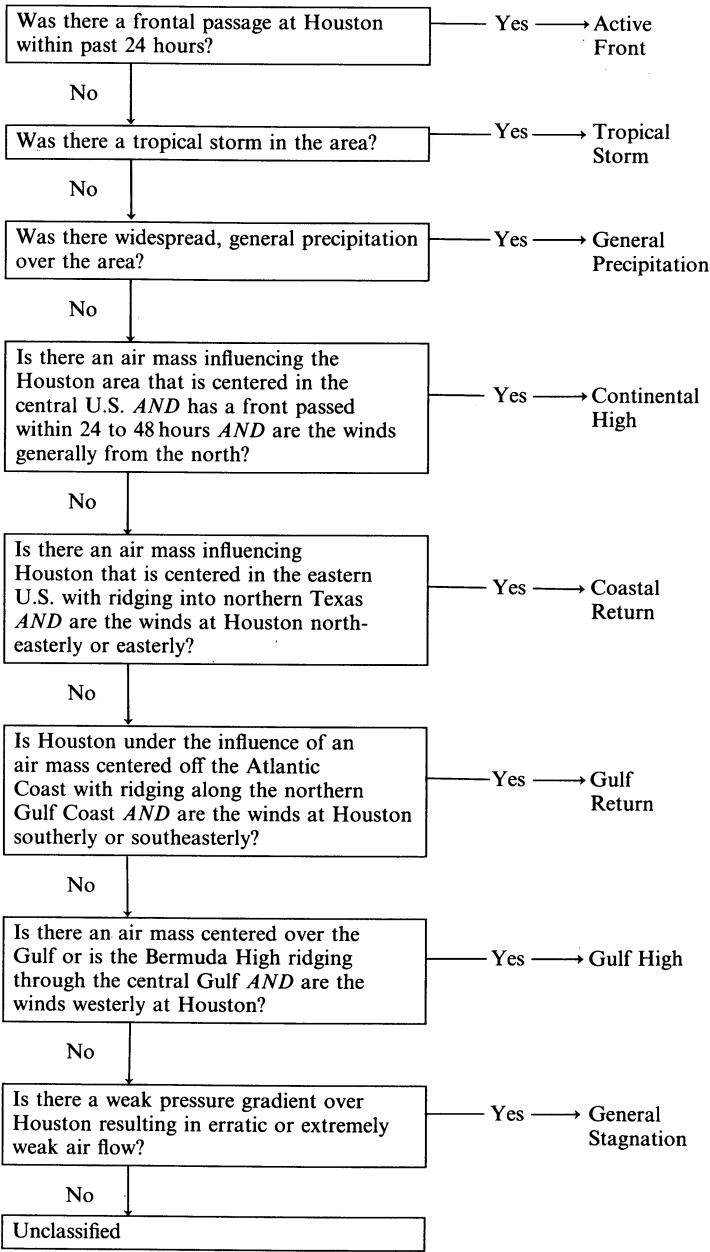 Was there a frontal passage at Houston
within past 24 hours?
Yes
Active
Front
No
Was there a tropical storm in the area?
Yes
Tropical
Storm
No
Was there widespread, general precipitation
over the area?
Yes
General
Precipitation
No
Is there an air mass influencing the
Houston area that is centered in the
central U.S. AND has a front passed
within 24 to 48 hours AND are the winds
generally from the north?
Yes
Continental
High
No
Is there an air mass influencing
Houston that is centered in the eastern
U.S. with ridging into northern Texas
AND are the winds at Houston north-
easterly or easterly?
Yes
Coastal
Return
No
Is Houston under the influence of an
air mass centered off the Atlantic
Coast with ridging along the northern
Gulf Coast AND are the winds at Houston
southerly or southeasterly?
Yes
Gulf
Return
No
Is there an air mass centered over the
Gulf or is the Bermuda High ridging
through the central Gulf AND are the
winds westerly at Houston?
Yes
Gulf High
No
Is there a weak pressure gradient over
Houston resulting in erratic or extremely
weak air flow?
Yes
General
Stagnation
No
Unclassified